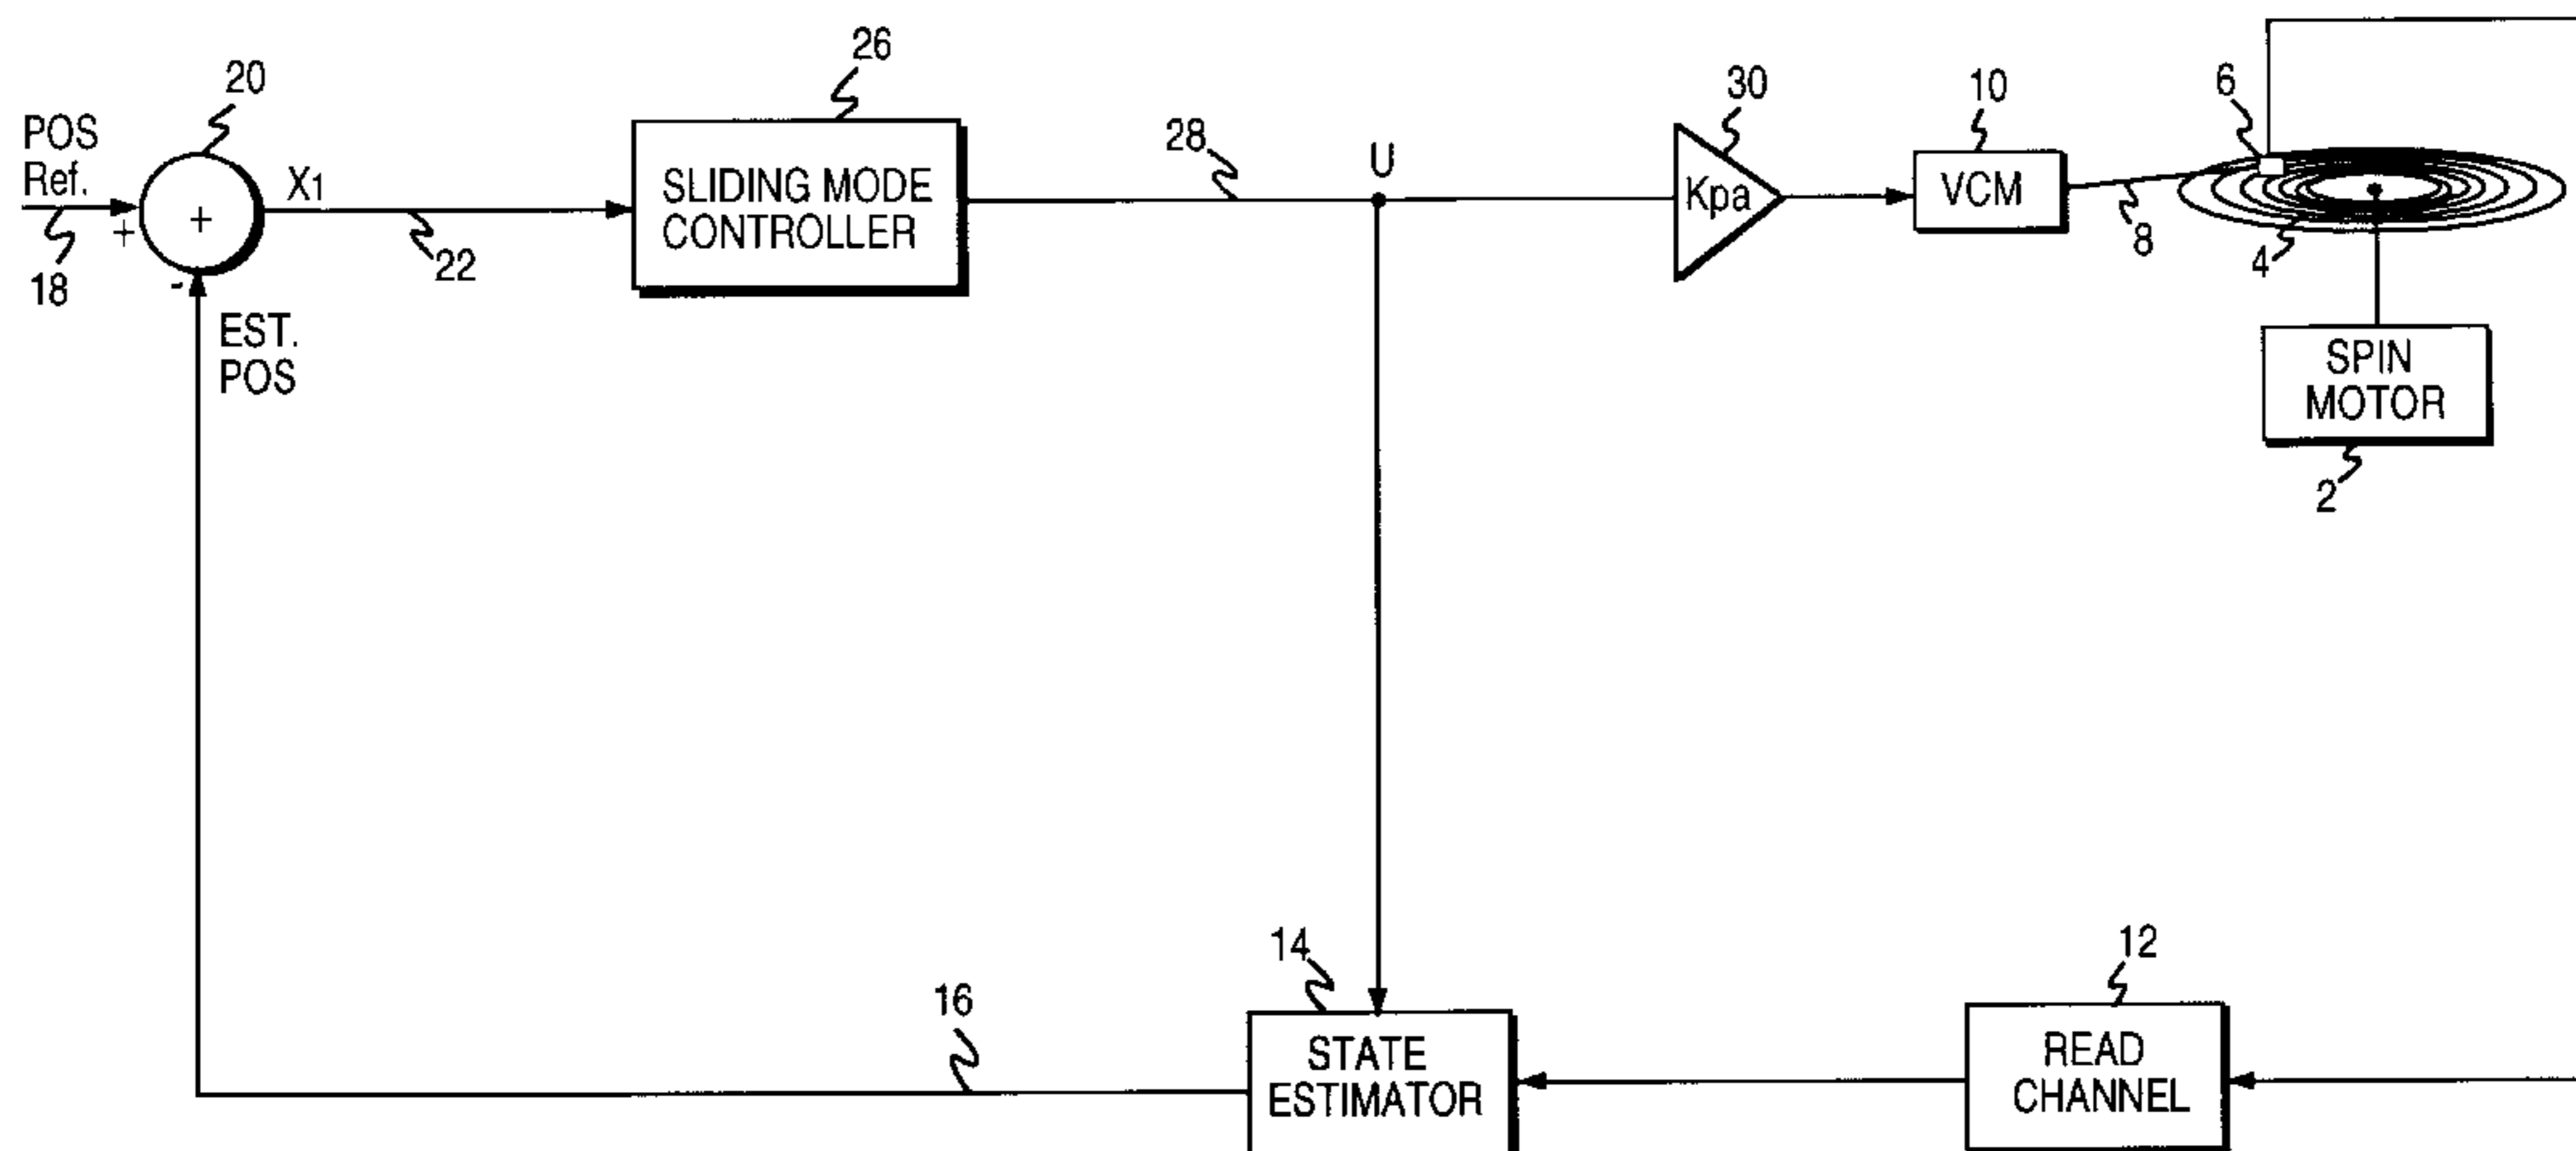 26
20
30
10
6
POS
Ref.
X1
28
U
SLIDING MODE
CONTROLLER
Kpa
VCM
+
+
-
18
22
8
4
EST.
POS
SPIN
MOTOR
2
14
12
16
STATE
ESTIMATOR
READ
CHANNEL